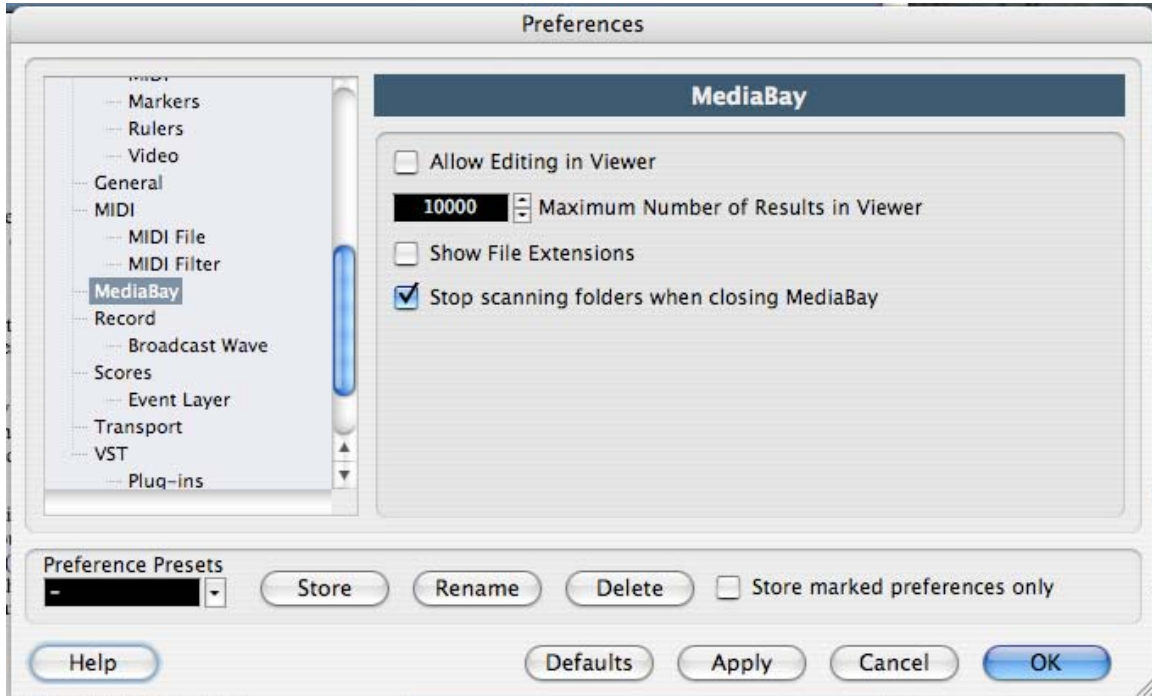 Preferences
MIDI
Markers
Rulers
Video
General
MIDI
MIDI File
MIDI Filter
MediaBay
Record
Broadcast Wave
Scores
Event Layer
Transport
VST
Plug-ins
MediaBay
Allow Editing in Viewer
10000 Maximum Number of Results in Viewer
Show File Extensions
Stop scanning folders when closing MediaBay
Preference Presets
-
Store Rename Delete Store marked preferences only
Help Defaults Apply Cancel OK